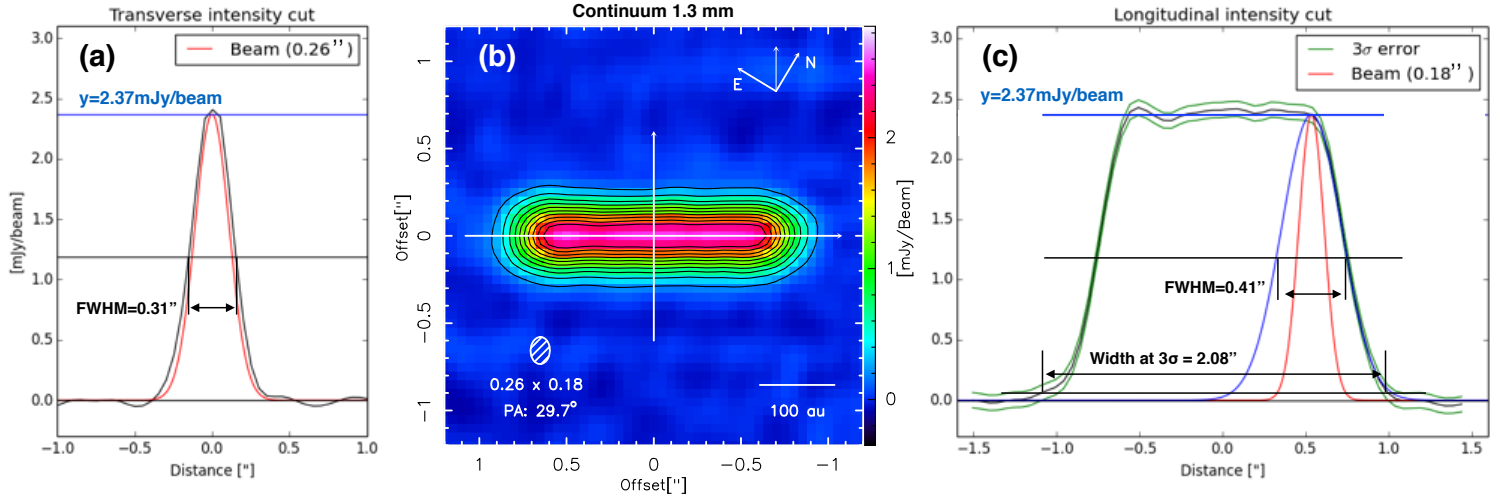 Transverse intensity cut
(a)
Beam (0.26”)
y=2.37mJy/beam
FWHM=0.31”
[mJy/beam]
3.0
2.5
2.0
1.5
1.0
0.5
0.0
−1.0 −0.5 0.0 0.5 1.0
Distance ["]
Continuum 1.3 mm
(b)
N
E
0.26 x 0.18
PA: 29.7°
100 au
Offset["]
1
0.5
0
−0.5
−1
1 0.5 0 −0.5 −1
Offset["]
2
1
0
[mJy/Beam]
Longitudinal intensity cut
(c)
3σ error
Beam (0.18”)
y=2.37mJy/beam
FWHM=0.41”
Width at 3σ = 2.08”
3.0
2.5
2.0
1.5
1.0
0.5
0.0
−1.5 −1.0 −0.5 0.0 0.5 1.0 1.5
Distance ["]